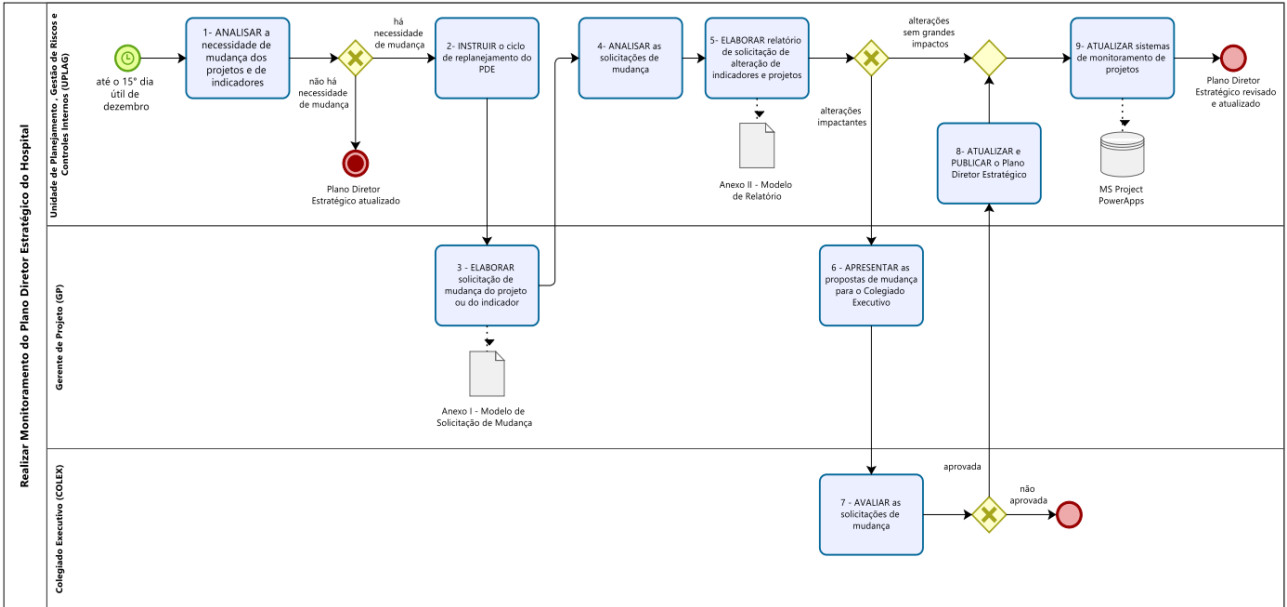 Realizar Monitoramento do Plano Diretor Estratégico do Hospital
Unidade de Planejamento , Gestão de Riscos e
Controles Internos (UPLAG)
até o 15° dia
útil de
dezembro
1- ANALISAR a
necessidade de
mudança dos
projetos e de
indicadores
há
necessidade
de mudança
não há
necessidade
de mudança
Plano Diretor
Estratégico atualizado
2- INSTRUIR o ciclo
de replanejamento do
PDE
4- ANALISAR as
solicitações de
mudança
5- ELABORAR relatório
de solicitação de
alteração de
indicadores e projetos
Anexo II - Modelo
de Relatório
alterações
sem grandes
impactos
alterações
impactantes
8- ATUALIZAR e
PUBLICAR o Plano
Diretor Estratégico
9- ATUALIZAR sistemas
de monitoramento de
projetos
MS Project
PowerApps
Plano Diretor
Estratégico revisado
e atualizado
Gerente de Projeto (GP)
3 - ELABORAR
solicitação de
mudança do projeto
ou do indicador
Anexo I - Modelo de
Solicitação de Mudança
6 - APRESENTAR as
propostas de mudança
para o Colegiado
Executivo
Colegiado Executivo (COLEX)
7 - AVALIAR as
solicitações de
mudança
aprovada
não
aprovada